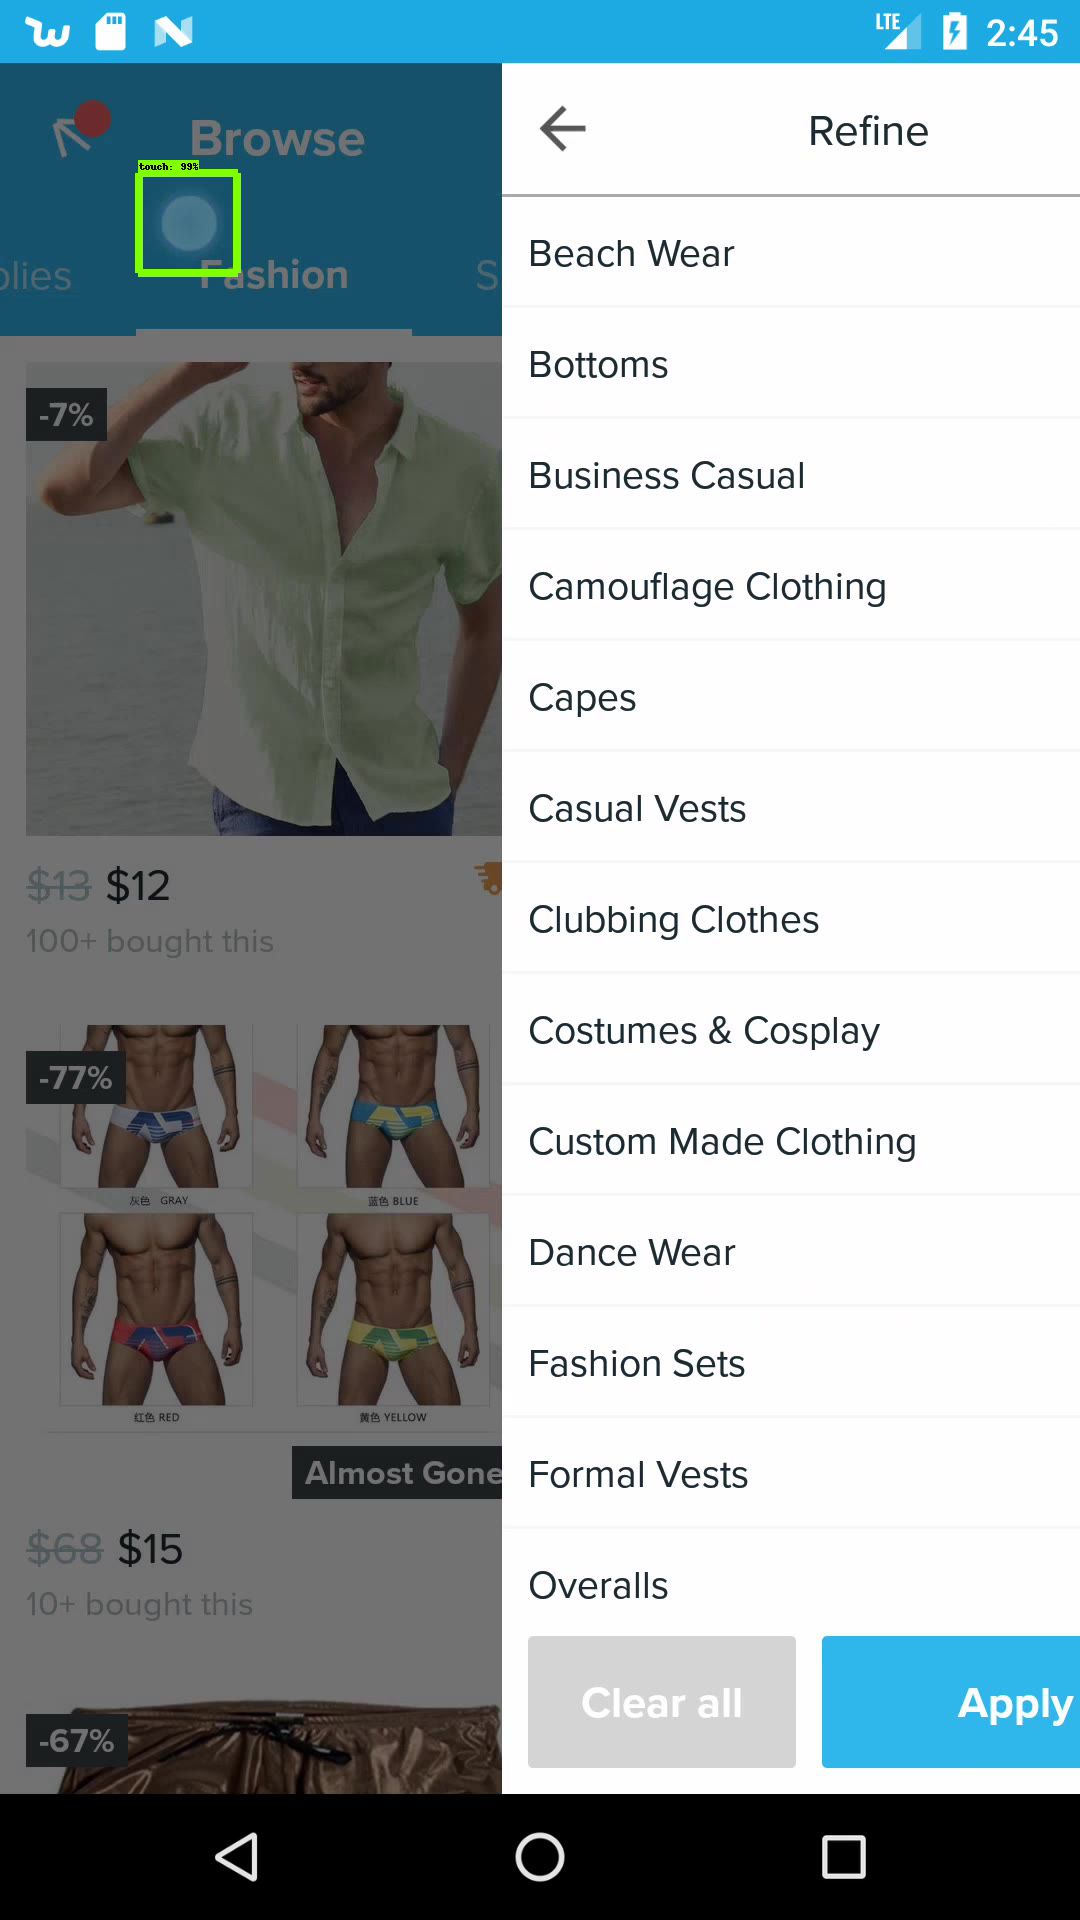 LTE 2:45
Browse
touch: 99%
plies Fashion S
-7%
$13 $12
100+ bought this
-77%
灰色 GRAY 蓝色 BLUE
红色 RED 黄色 YELLOW
Almost Gone
$68 $15
10+ bought this
-67%
Refine
Beach Wear
Bottoms
Business Casual
Camouflage Clothing
Capes
Casual Vests
Clubbing Clothes
Costumes & Cosplay
Custom Made Clothing
Dance Wear
Fashion Sets
Formal Vests
Overalls
Clear all Apply